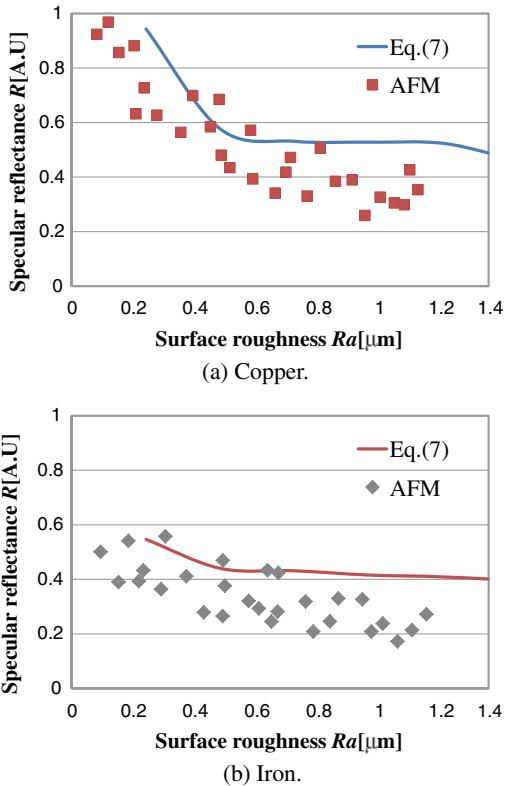 Specular reflectance R[A.U]
1
0.8
0.6
0.4
0.2
0
Eq.(7)
AFM
0 0.2 0.4 0.6 0.8 1 1.2 1.4
Surface roughness Ra[μm]
(a) Copper.
Specular reflectance R[A.U]
1
0.8
0.6
0.4
0.2
0
Eq.(7)
AFM
0 0.2 0.4 0.6 0.8 1 1.2 1.4
Surface roughness Ra[μm]
(b) Iron.